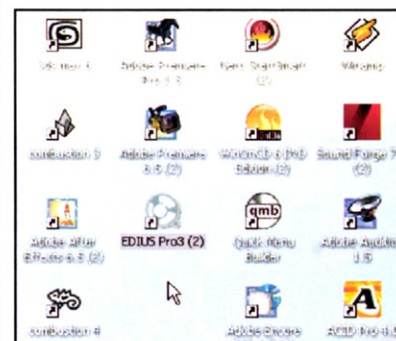 Adobe Premiere
Pro 1.5
Winamp
(2)
combustion 3
Adobe Premiere
6.5 (2)
WinOnCD 6 DVD
Edition (2)
Sound Forge 7
(2)
Adobe After
Effects 6.5 (2)
EDIUS Pro3 (2)
qmb
Quick Menu
Builder
Adobe Audition
1.5
combustion 4
Adobe Encore
ACID Pro 4.0